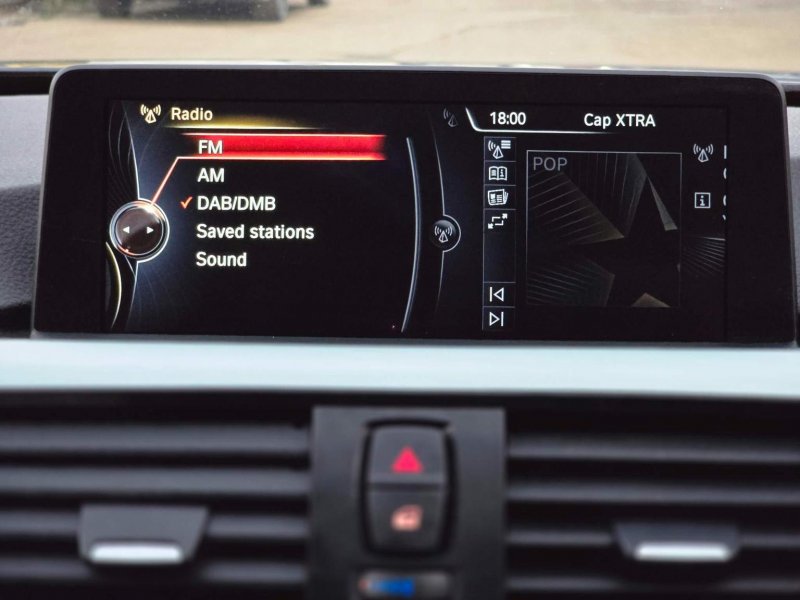 Radio
18:00
Cap XTRA
FM
AM
DAB/DMB
Saved stations
Sound
POP